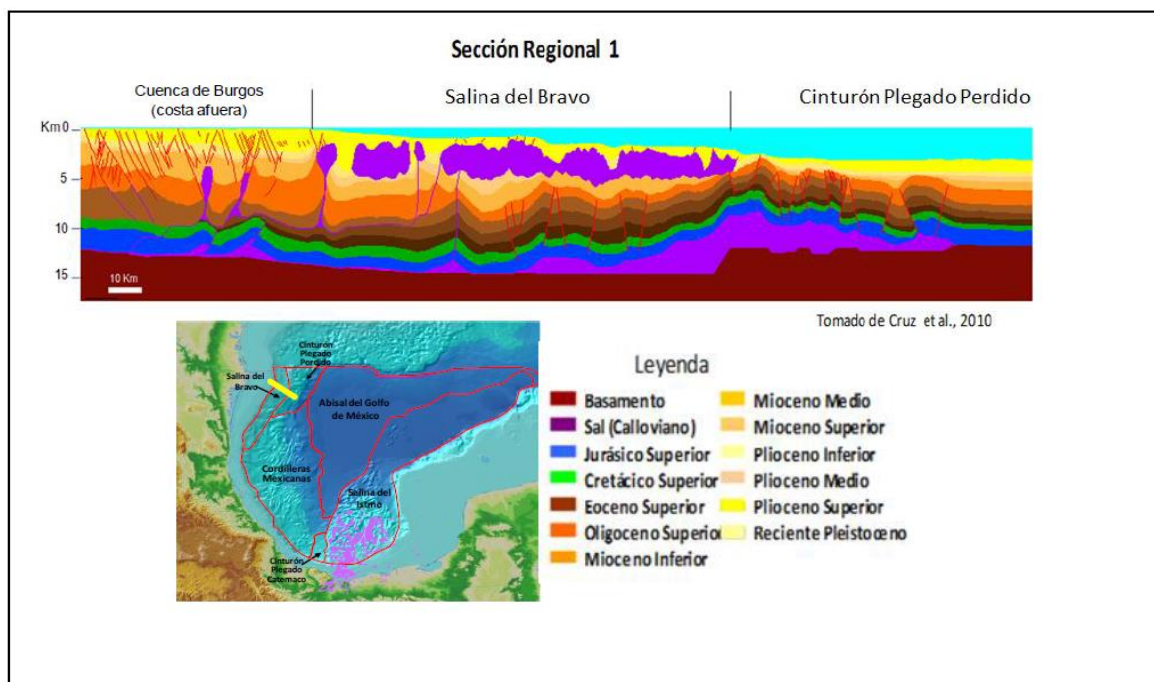 Sección Regional 1
Cuenca de Burgos
(costa afuera)
Salina del Bravo
Cinturón Plegado Perdido
Km 0
5
10
15
10 Km
Tomado de Cruz et al., 2010
Cinturón
Plegado
Perdido
Salina del
Bravo
Abisal del Golfo
de México
Cordilleras
Mexicanas
Salina del
Istmo
Cinturón
Plegado
Catemaco
Leyenda
Basamento
Sal (Calloviano)
Jurásico Superior
Cretácico Superior
Eoceno Superior
Oligoceno Superior
Mioceno Inferior
Mioceno Medio
Mioceno Superior
Plioceno Inferior
Plioceno Medio
Plioceno Superior
Reciente Pleistoceno